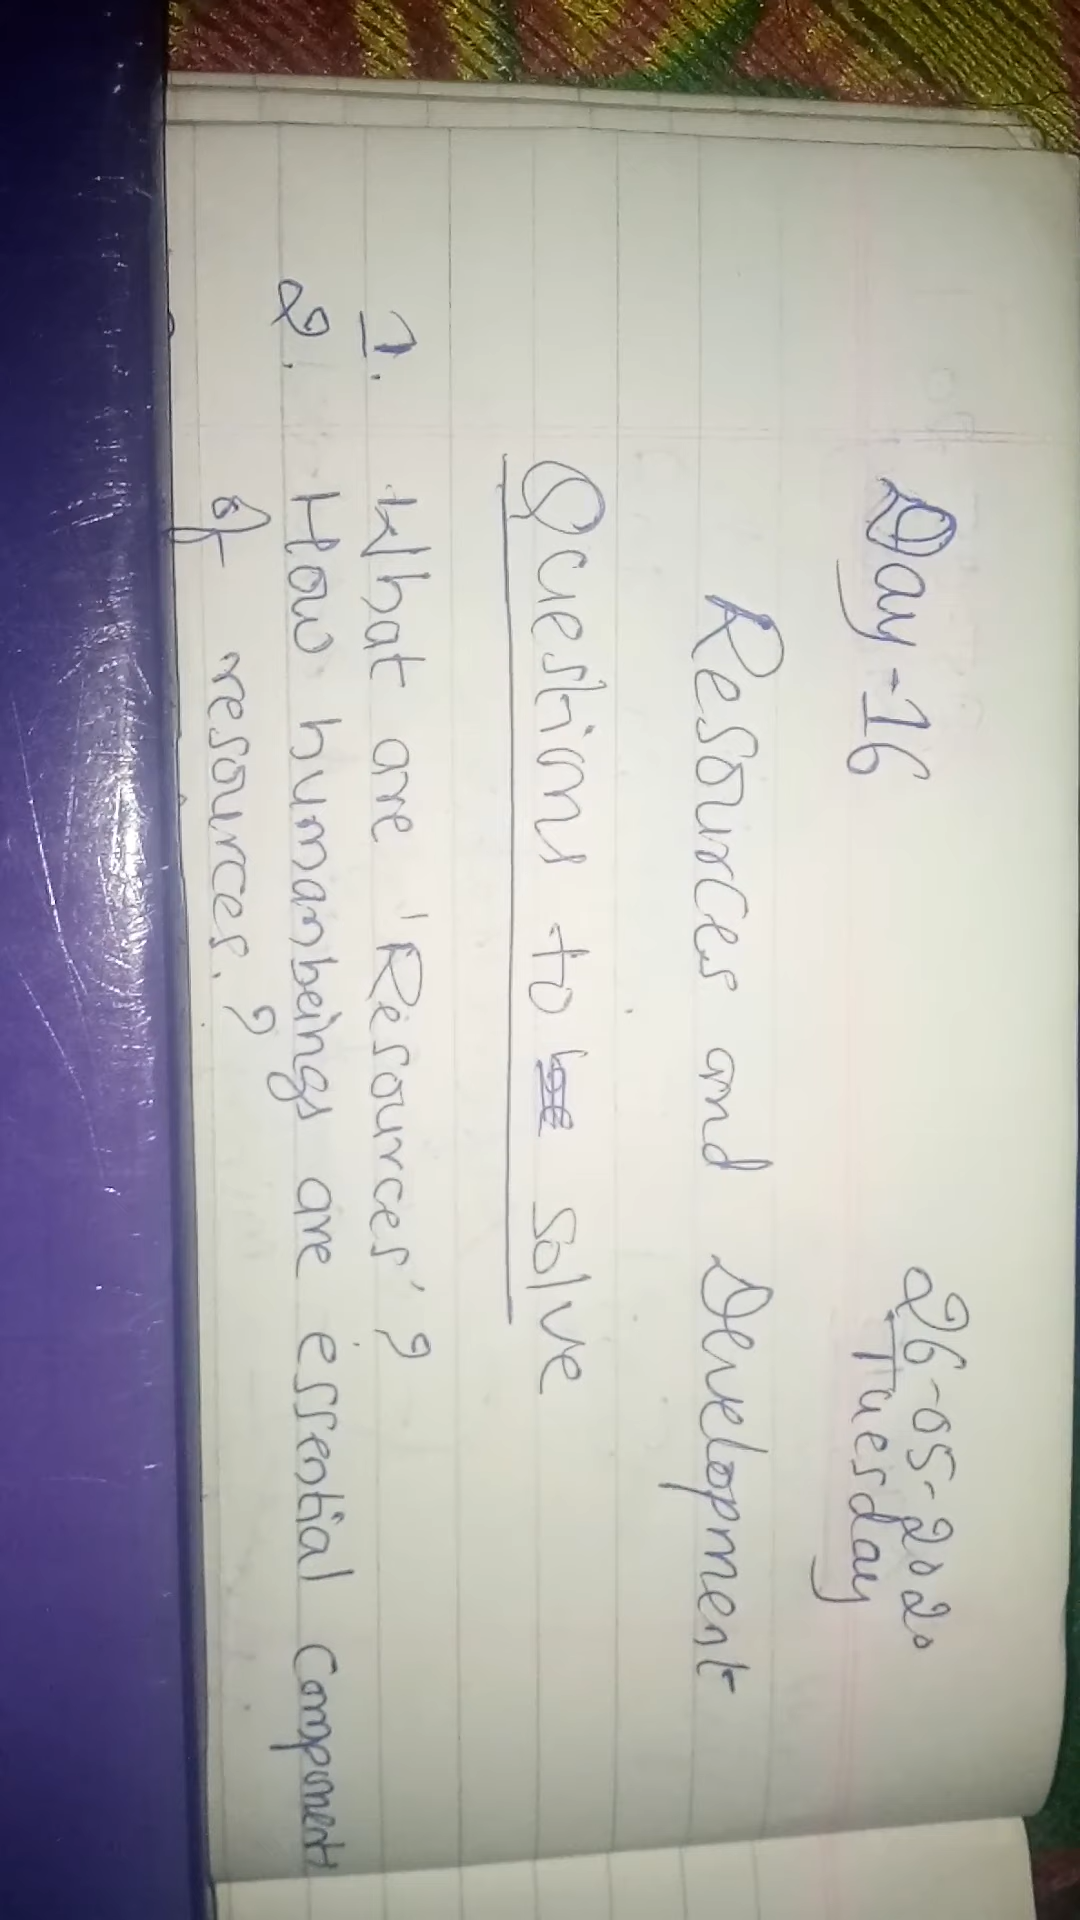 Day-16
26-05-2020
Tuesday
Resources and Development
Questions to solve
1. What are 'Resources'?
2. How humanbeings are essential component
of resources.?